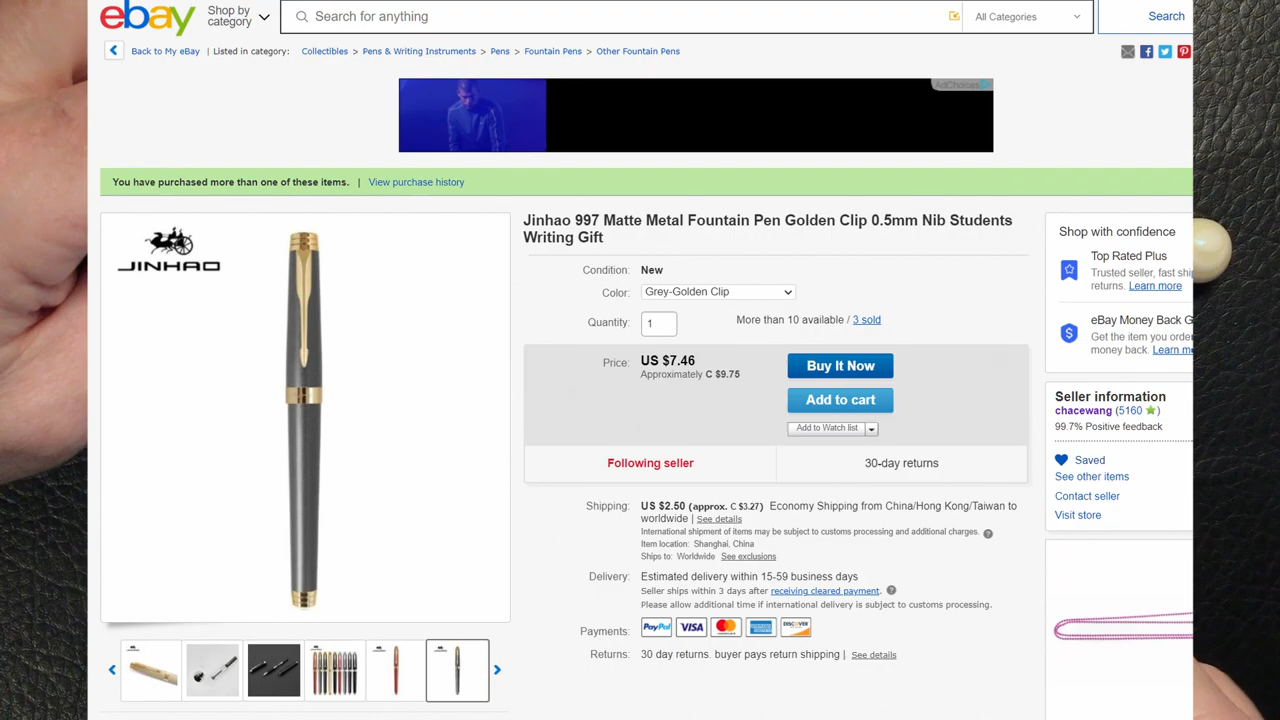 ebay
Shop by
category
Search for anything
All Categories
Search
Back to My eBay | Listed in category: Collectibles > Pens & Writing Instruments > Pens > Fountain Pens > Other Fountain Pens
AdChoices
You have purchased more than one of these items. | View purchase history
JINHAO
Jinhao 997 Matte Metal Fountain Pen Golden Clip 0.5mm Nib Students
Writing Gift
Condition: New
Color: Grey-Golden Clip
Quantity: 1 More than 10 available / 3 sold
Price: US $7.46
Approximately C $9.75
Buy It Now
Add to cart
Add to Watch list
Following seller
30-day returns
Shipping: US $2.50 (approx. C $3.27) Economy Shipping from China/Hong Kong/Taiwan to
worldwide | See details
International shipment of items may be subject to customs processing and additional charges.
Item location: Shanghai, China
Ships to: Worldwide See exclusions
Delivery: Estimated delivery within 15-59 business days
Seller ships within 3 days after receiving cleared payment.
Please allow additional time if international delivery is subject to customs processing.
Payments: PayPal VISA MasterCard AMERICAN EXPRESS DISCOVER
Returns: 30 day returns. buyer pays return shipping | See details
Shop with confidence
Top Rated Plus
Trusted seller, fast ship
returns. Learn more
eBay Money Back G
Get the item you order
money back. Learn mo
Seller information
chacewang (5160)
99.7% Positive feedback
Saved
See other items
Contact seller
Visit store